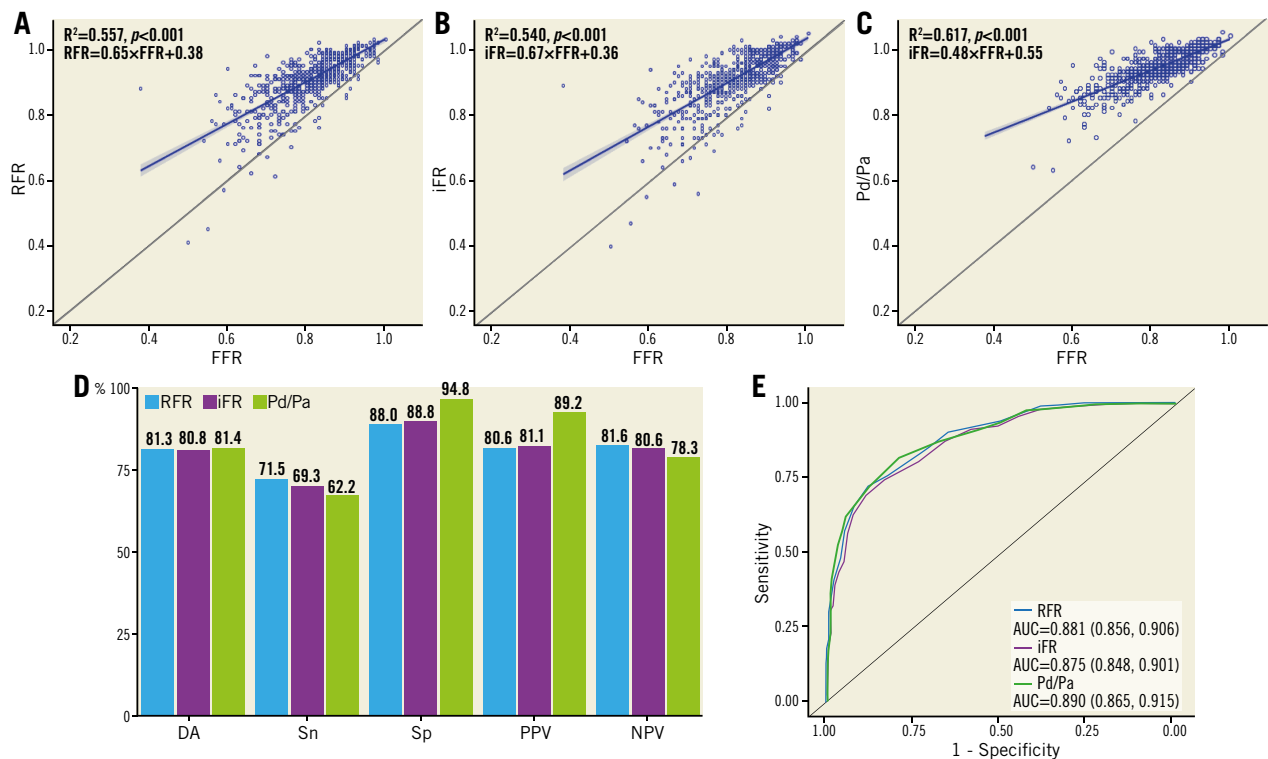 A
R²=0.557, p<0.001
RFR=0.65×FFR+0.38
1.0
0.8
0.6
0.4
0.2
RFR
0.2 0.4 0.6 0.8 1.0
FFR
B
R²=0.540, p<0.001
iFR=0.67×FFR+0.36
1.0
0.8
0.6
0.4
0.2
iFR
0.2 0.4 0.6 0.8 1.0
FFR
C
R²=0.617, p<0.001
iFR=0.48×FFR+0.55
1.0
0.8
0.6
0.4
0.2
Pd/Pa
0.2 0.4 0.6 0.8 1.0
FFR
D
% 100
75
50
25
0
RFR iFR Pd/Pa
81.3 80.8 81.4
71.5 69.3 62.2
88.0 88.8 94.8
80.6 81.1 89.2
81.6 80.6 78.3
DA Sn Sp PPV NPV
E
1.00
0.75
0.50
0.25
0.00
Sensitivity
RFR
AUC=0.881 (0.856, 0.906)
iFR
AUC=0.875 (0.848, 0.901)
Pd/Pa
AUC=0.890 (0.865, 0.915)
1.00 0.75 0.50 0.25 0.00
1 - Specificity